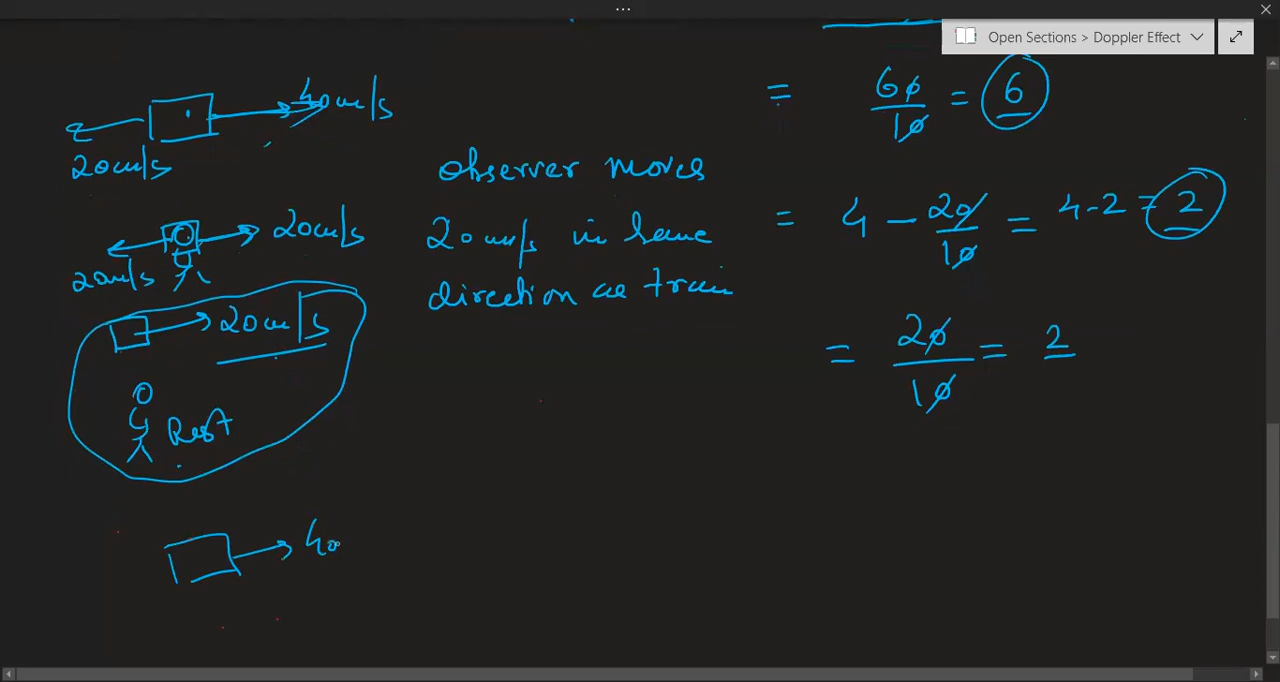 ...
Open Sections > Doppler Effect
40m/s
20m/s
= 60/10 = 6
observer moves
20m/s in same
direction as train
= 4 - 20/10 = 4-2 = 2
20m/s
20m/s
20m/s
= 20/10 = 2
Rest
40